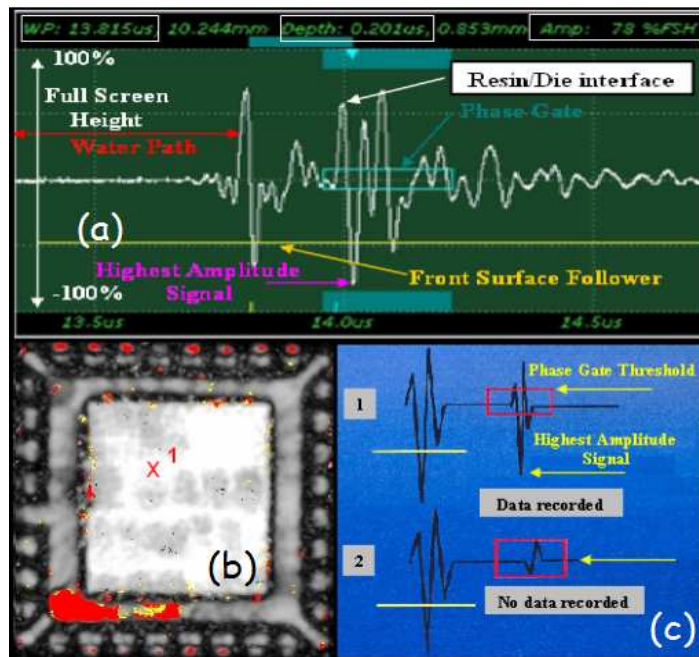 WP: 13.815us, 10.244mm Depth: 0.201us, 0.853mm Amp: 78 %FSH
100%
Resin/Die interface
Full Screen
Height
Phase Gate
Water Path
(a)
Highest Amplitude
Signal
Front Surface Follower
-100%
13.5us 14.0us 14.5us
X 1
(b)
Phase Gate Threshold
1
Highest Amplitude
Signal
Data recorded
2
No data recorded
(c)